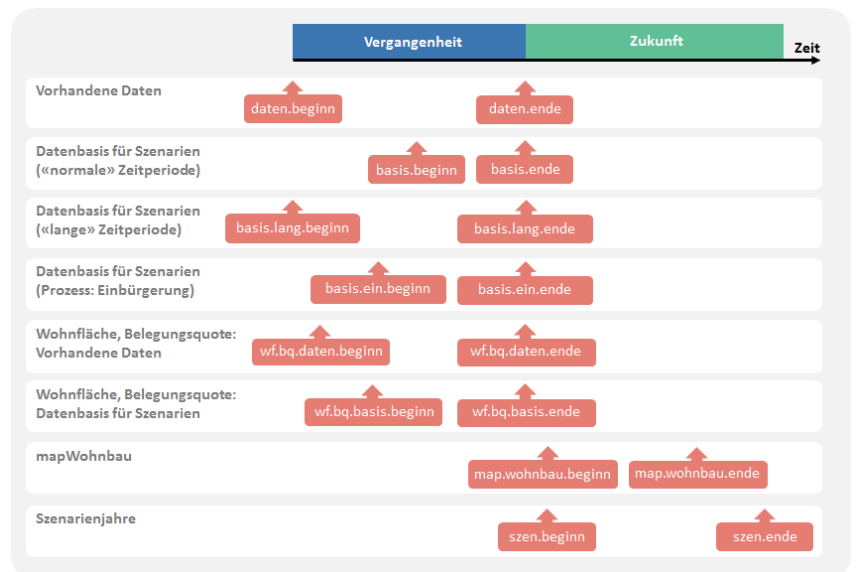 Vergangenheit
Zukunft
Zeit
Vorhandene Daten
daten.beginn
daten.ende
Datenbasis für Szenarien
(«normale» Zeitperiode)
basis.beginn
basis.ende
Datenbasis für Szenarien
(«lange» Zeitperiode)
basis.lang.beginn
basis.lang.ende
Datenbasis für Szenarien
(Prozess: Einbürgerung)
basis.ein.beginn
basis.ein.ende
Wohnfläche, Belegungsquote:
Vorhandene Daten
wf.bq.daten.beginn
wf.bq.daten.ende
Wohnfläche, Belegungsquote:
Datenbasis für Szenarien
wf.bq.basis.beginn
wf.bq.basis.ende
mapWohnbau
map.wohnbau.beginn
map.wohnbau.ende
Szenarienjahre
szen.beginn
szen.ende